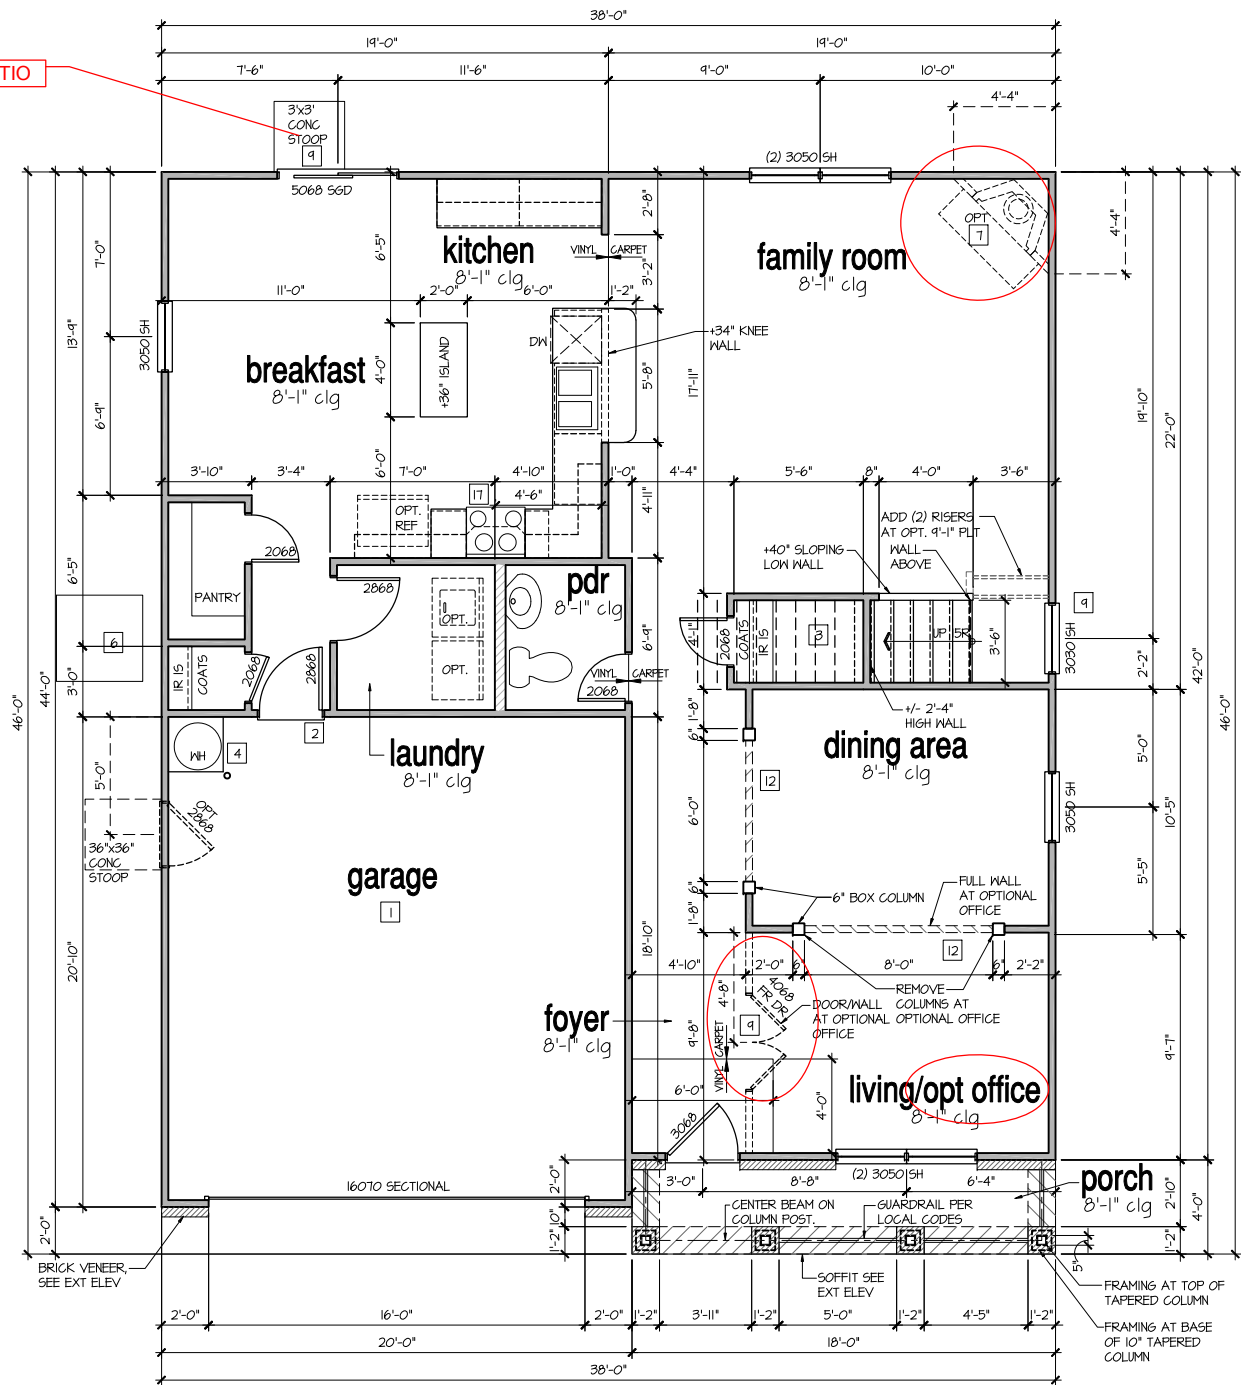 38'-0"
19'-0" 19'-0"
7'-6" 11'-6" 9'-0" 10'-0"
TIO
4'-4"
3'x3'
CONC
STOOP
9
5068 SGD
(2) 3050 SH
OPT
7
4'-4"
2'-8"
VINYL CARPET
3'-2"
kitchen
8'-1" clg
family room
8'-1" clg
7'-0"
6'-5"
11'-0" 2'-0" 6'-0" 1'-2"
3050 SH
13'-9"
6'-9"
DW
+34" KNEE
WALL
breakfast
8'-1" clg
4'-0"
+36" ISLAND
5'-8"
17'-11"
19'-10"
22'-0"
6'-0"
3'-10" 3'-4" 7'-0" 4'-10" 1'-0" 4'-4" 5'-6" 8" 4'-0" 3'-6"
17
4'-6"
OPT.
REF
4'-11"
ADD (2) RISERS
AT OPT. 9'-1" PLT
+40" SLOPING
LOW WALL
WALL
ABOVE
2068
6'-5"
PANTRY
2868
pdr
8'-1" clg
OPT.
OPT.
6'-9"
4'-1"
2068
COATS
1R 1S
3
UP 5R
3'-6"
9
3030 SH
2'-2"
6
3'-0"
1R 1S
COATS
2068
2868
VINYL CARPET
2068
+/- 2'-4"
HIGH WALL
46'-0"
44'-0"
42'-0"
46'-0"
2
4
WH
laundry
8'-1" clg
1'-8"
6"
dining area
8'-1" clg
12
5'-0"
5'-0"
OPT
2868
36"x36"
CONC
STOOP
6'-0"
3050 SH
10'-5"
5'-5"
garage
1
6"
1'-8"
6" BOX COLUMN
FULL WALL
AT OPTIONAL
OFFICE
12
20'-10"
18'-10"
4'-10" 2'-0" 6" 8'-0" 6" 2'-2"
4'-8"
4068
FR DR
REMOVE
COLUMNS AT
OPTIONAL OFFICE
DOOR/WALL
AT OPTIONAL
OFFICE
foyer
8'-1" clg
9
9'-8"
VINYL CARPET
9'-7"
living/opt office
8'-1" clg
6'-0"
4'-0"
3068
(2) 3050 SH
porch
8'-1" clg
16070 SECTIONAL
2'-0"
3'-0" 8'-8" 6'-4"
2'-10"
4'-0"
CENTER BEAM ON
COLUMN POST.
GUARDRAIL PER
LOCAL CODES
2'-0"
10"
1'-2"
1'-2"
5"
BRICK VENEER,
SEE EXT ELEV
SOFFIT SEE
EXT ELEV
FRAMING AT TOP OF
TAPERED COLUMN
FRAMING AT BASE
OF 10" TAPERED
COLUMN
2'-0" 16'-0" 2'-0" 1'-2" 3'-11" 1'-2" 5'-0" 1'-2" 4'-5" 1'-2"
20'-0" 18'-0"
38'-0"